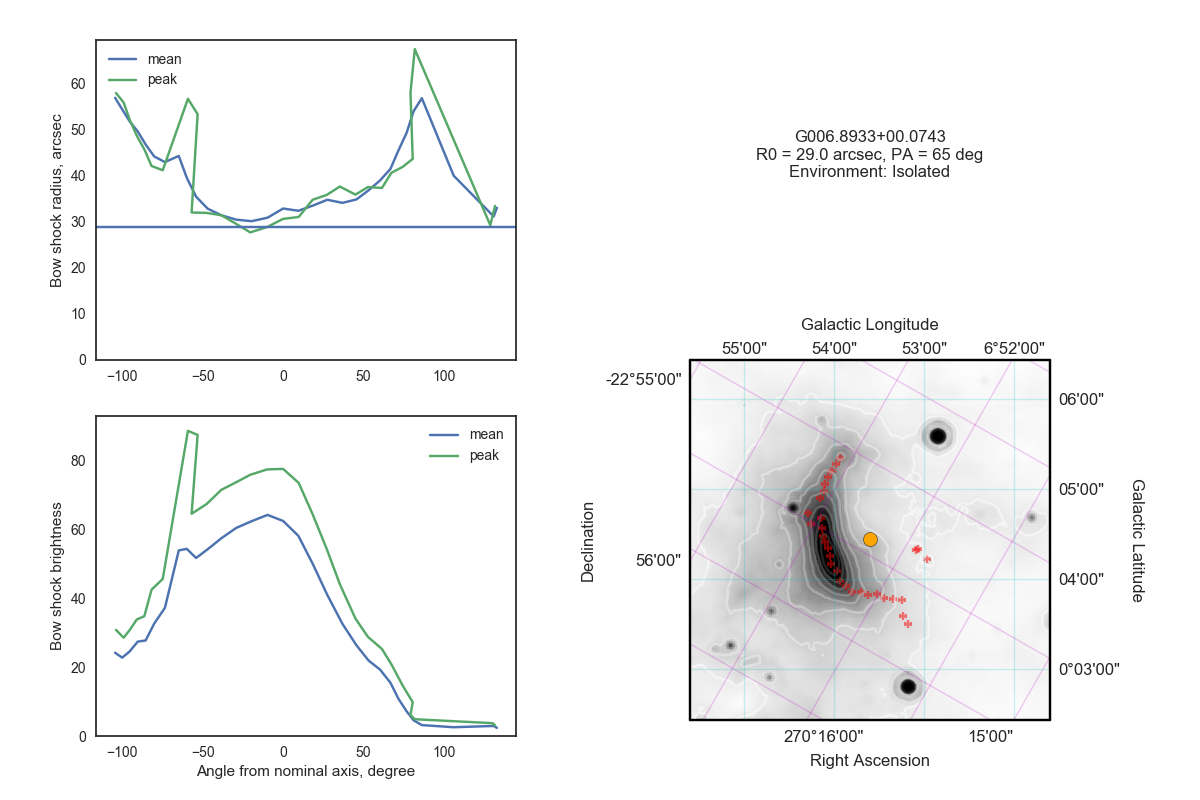 mean
peak
60
50
40
30
20
10
0
Bow shock radius, arcsec
−100
−50
0
50
100
G006.8933+00.0743
R0 = 29.0 arcsec, PA = 65 deg
Environment: Isolated
mean
peak
80
60
40
20
0
Bow shock brightness
−100
−50
0
50
100
Angle from nominal axis, degree
Galactic Longitude
55'00"
54'00"
53'00"
6°52'00"
-22°55'00"
56'00"
Declination
06'00"
05'00"
04'00"
0°03'00"
Galactic Latitude
270°16'00"
15'00"
Right Ascension